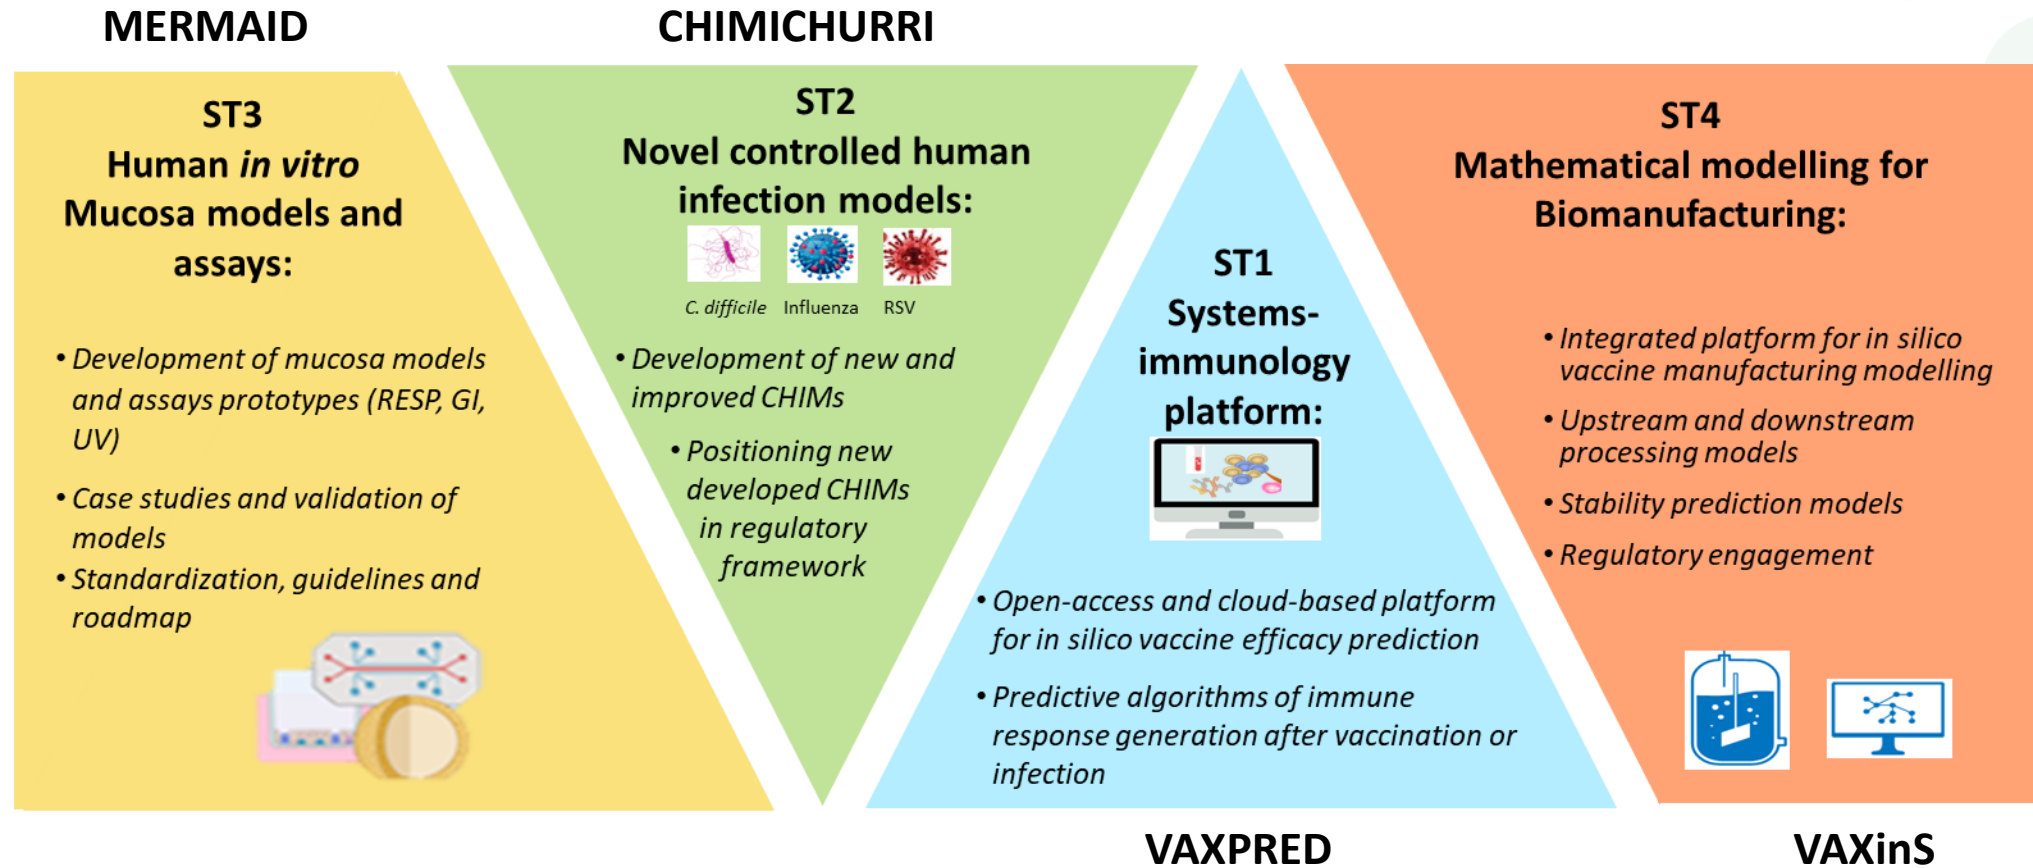 MERMAID
CHIMICHURRI
ST3
Human in vitro
Mucosa models and
assays:
• Development of mucosa models
and assays prototypes (RESP, GI,
UV)
• Case studies and validation of
models
• Standardization, guidelines and
roadmap
ST2
Novel controlled human
infection models:
C. difficile Influenza RSV
• Development of new and
improved CHIMs
• Positioning new
developed CHIMs
in regulatory
framework
ST1
Systems-
immunology
platform:
• Open-access and cloud-based platform
for in silico vaccine efficacy prediction
• Predictive algorithms of immune
response generation after vaccination or
infection
ST4
Mathematical modelling for
Biomanufacturing:
• Integrated platform for in silico
vaccine manufacturing modelling
• Upstream and downstream
processing models
• Stability prediction models
• Regulatory engagement
VAXPRED
VAXinS